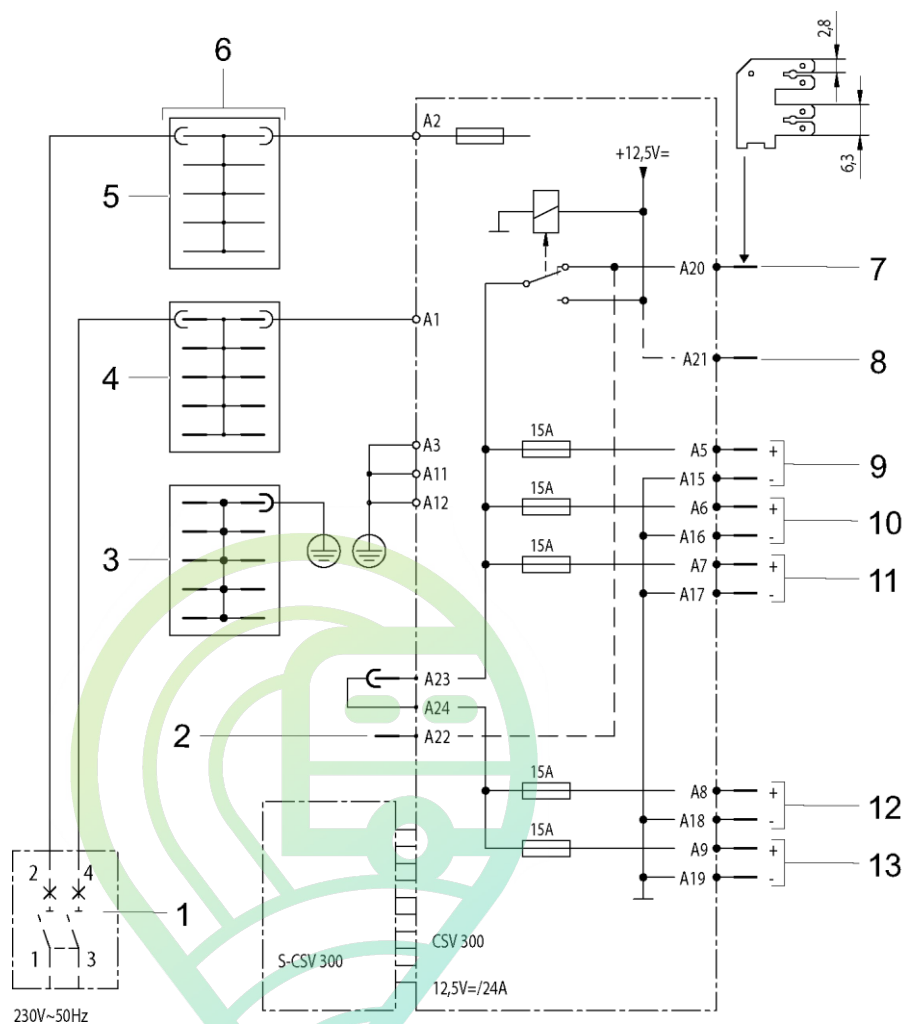 6
2,8
A2
+12,5V=
5
6,3
A20
7
A1
4
A21
8
15A
A3
A5
+
9
A11
A15
-
15A
A12
A6
+
10
3
A16
-
15A
A7
+
11
A17
-
A23
A24
2
A22
15A
A8
+
12
A18
-
15A
2
4
A9
+
13
A19
-
1
1
3
S-CSV 300
CSV 300
12,5V=/24A
230V~50Hz